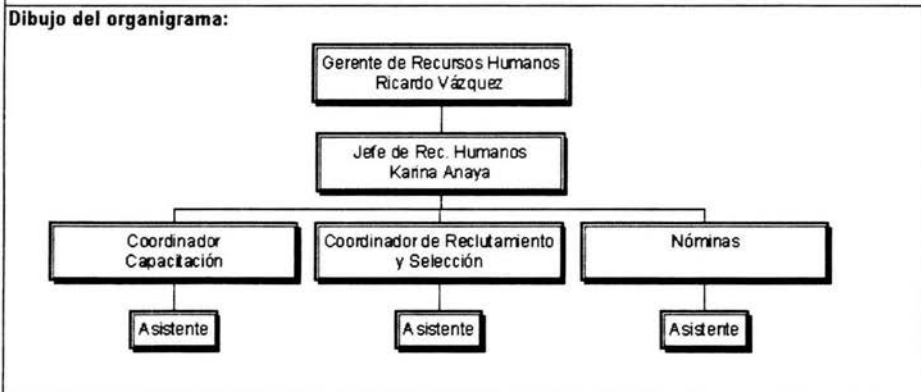 Dibujo del organigrama:
Gerente de Recursos Humanos
Ricardo Vázquez
Jefe de Rec. Humanos
Karina Anaya
Coordinador
Capacitación
Coordinador de Reclutamiento
y Selección
Nóminas
Asistente
Asistente
Asistente